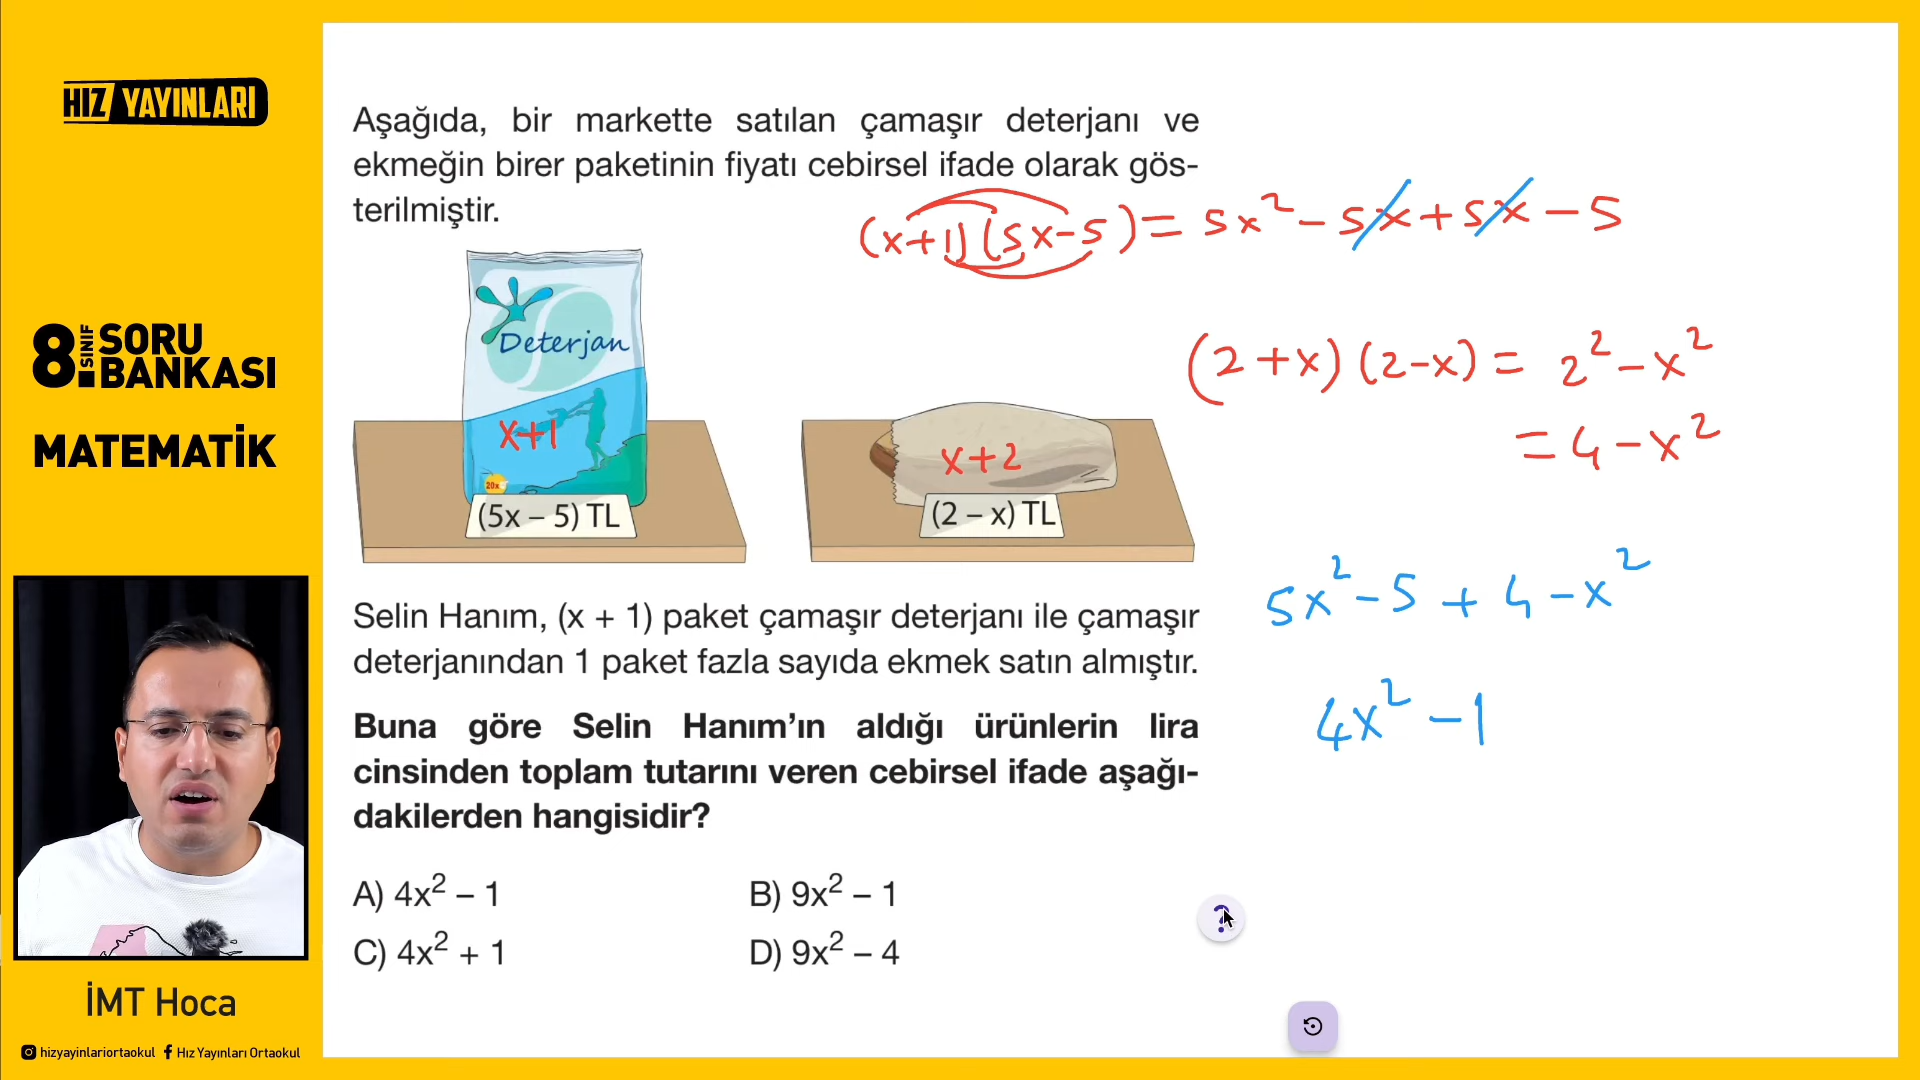 HIZ YAYINLARI
8. SINIF SORU BANKASI
MATEMATİK
Aşağıda, bir markette satılan çamaşır deterjanı ve
ekmeğin birer paketinin fiyatı cebirsel ifade olarak gös-
terilmiştir.
(x+1)(5x-5) = 5x² - 5x + 5x - 5
Deterjan
x+1
20x
(5x – 5) TL
x+2
(2 – x) TL
(2+x)(2-x) = 2² - x²
= 4 - x²
5x² - 5 + 4 - x²
4x² - 1
Selin Hanım, (x + 1) paket çamaşır deterjanı ile çamaşır
deterjanından 1 paket fazla sayıda ekmek satın almıştır.
Buna göre Selin Hanım’ın aldığı ürünlerin lira
cinsinden toplam tutarını veren cebirsel ifade aşağı-
dakilerden hangisidir?
A) 4x² – 1
B) 9x² – 1
C) 4x² + 1
D) 9x² – 4
?
İMT Hoca
hizyayinlariortaokul Hız Yayınları Ortaokul